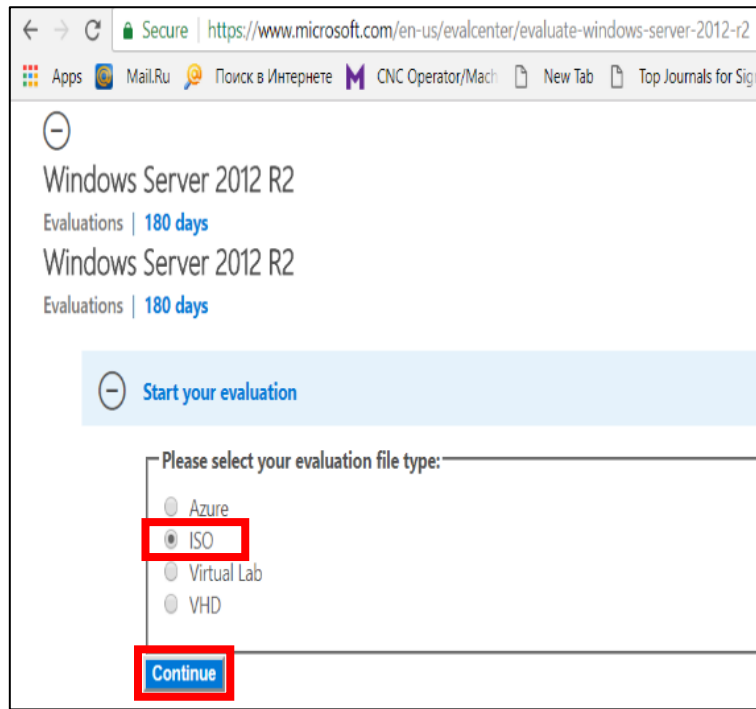 Secure | https://www.microsoft.com/en-us/evalcenter/evaluate-windows-server-2012-r2
Apps Mail.Ru Поиск в Интернете CNC Operator/Mach New Tab Top Journals for Sig
Windows Server 2012 R2
Evaluations | 180 days
Windows Server 2012 R2
Evaluations | 180 days
Start your evaluation
Please select your evaluation file type:
Azure
ISO
Virtual Lab
VHD
Continue